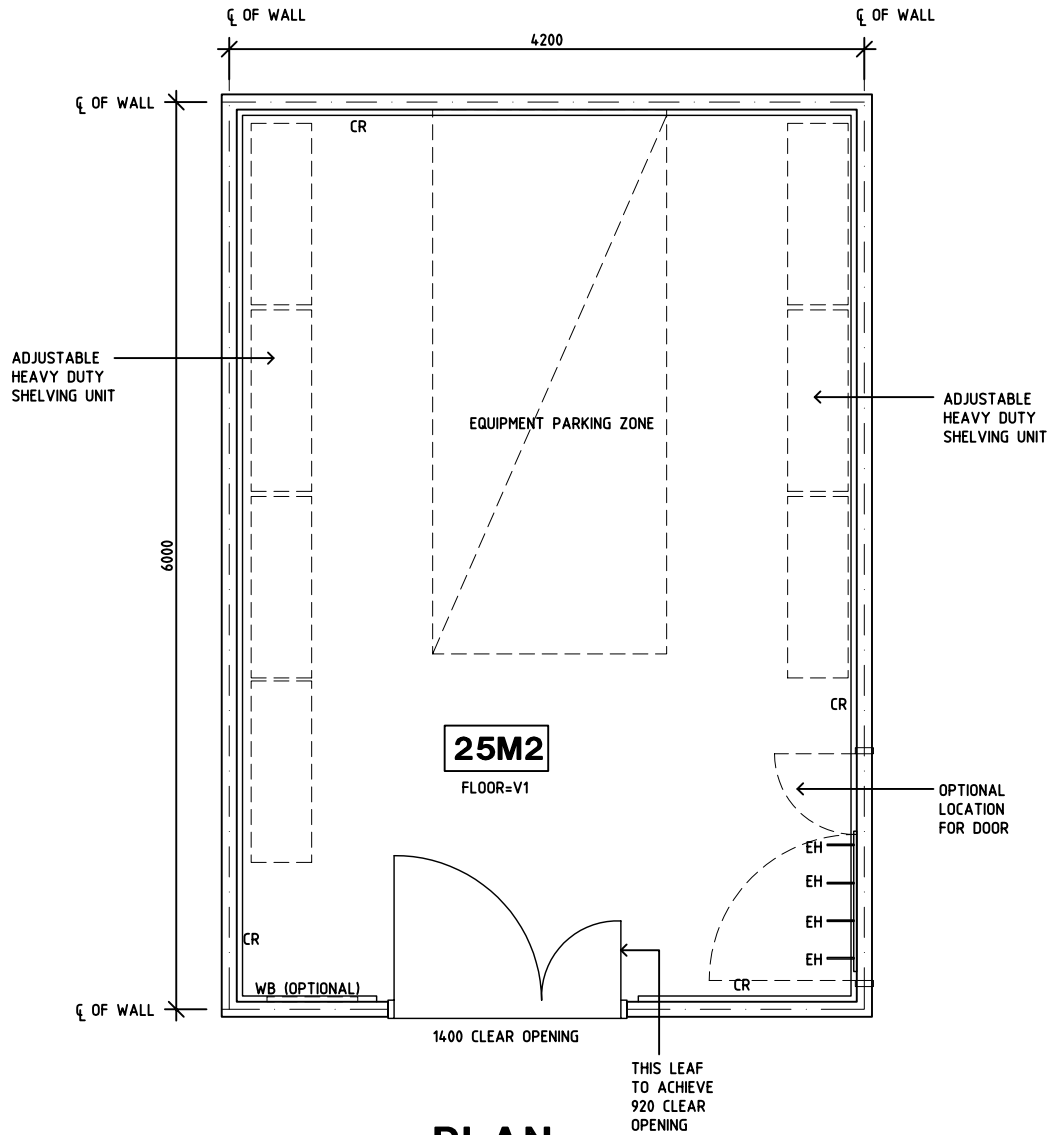 ℄ OF WALL
℄ OF WALL
4200
℄ OF WALL
CR
ADJUSTABLE
HEAVY DUTY
SHELVING UNIT
ADJUSTABLE
HEAVY DUTY
SHELVING UNIT
EQUIPMENT PARKING ZONE
6000
CR
25M2
FLOOR=V1
OPTIONAL
LOCATION
FOR DOOR
EH
EH
EH
EH
CR
CR
WB (OPTIONAL)
℄ OF WALL
1400 CLEAR OPENING
THIS LEAF
TO ACHIEVE
920 CLEAR
OPENING
PLAN